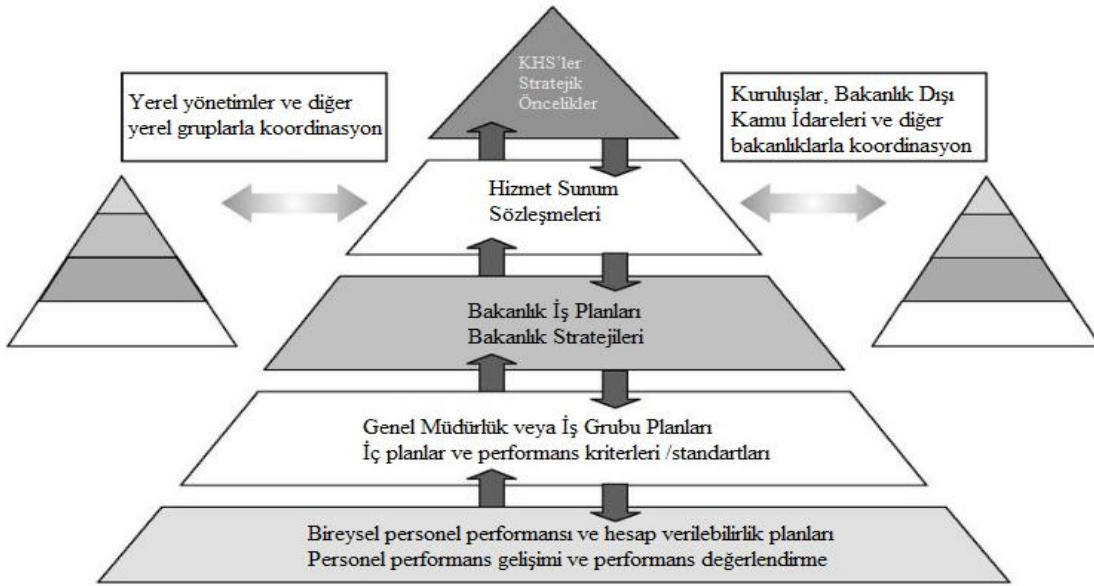 KHS'ler
Stratejik
Öncelikler
Yerel yönetimler ve diğer
yerel gruplarla koordinasyon
Kuruluşlar, Bakanlık Dışı
Kamu İdareleri ve diğer
bakanlıklarla koordinasyon
Hizmet Sunum
Sözleşmeleri
Bakanlık İş Planları
Bakanlık Stratejileri
Genel Müdürlük veya İş Grubu Planları
İç planlar ve performans kriterleri /standartları
Bireysel personel performansı ve hesap verilebilirlik planları
Personel performans gelişimi ve performans değerlendirme